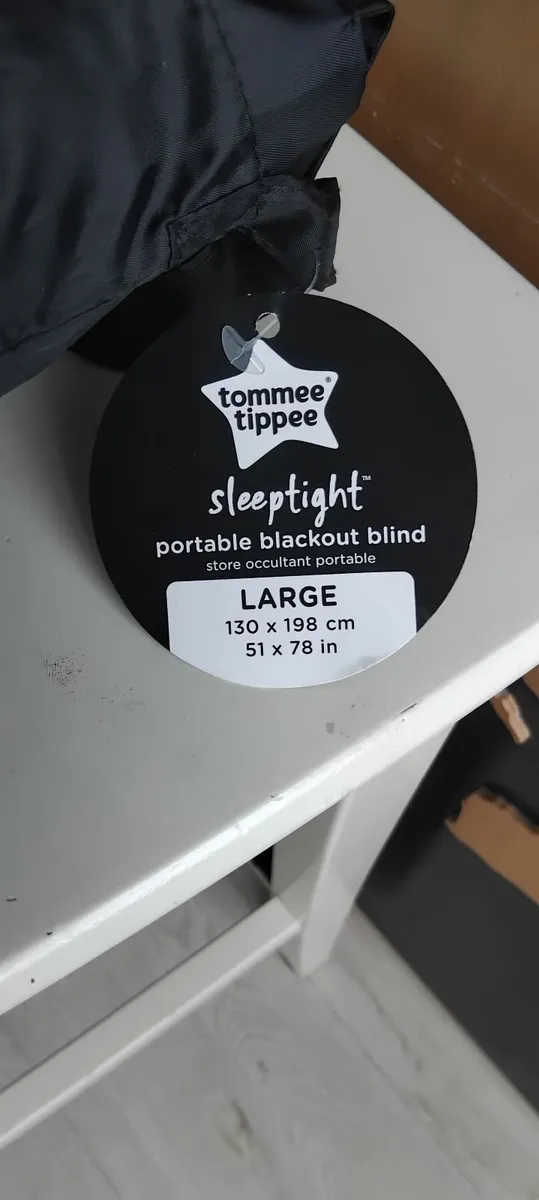 tommee®
tippee
sleeptight™
portable blackout blind
store occultant portable
LARGE
130 x 198 cm
51 x 78 in